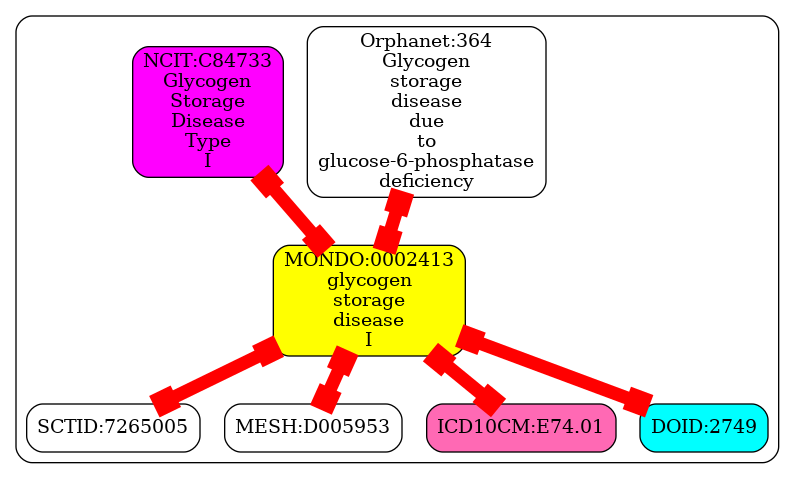 NCIT:C84733
Glycogen
Storage
Disease
Type
I
Orphanet:364
Glycogen
storage
disease
due
to
glucose-6-phosphatase
deficiency
MONDO:0002413
glycogen
storage
disease
I
SCTID:7265005
MESH:D005953
ICD10CM:E74.01
DOID:2749